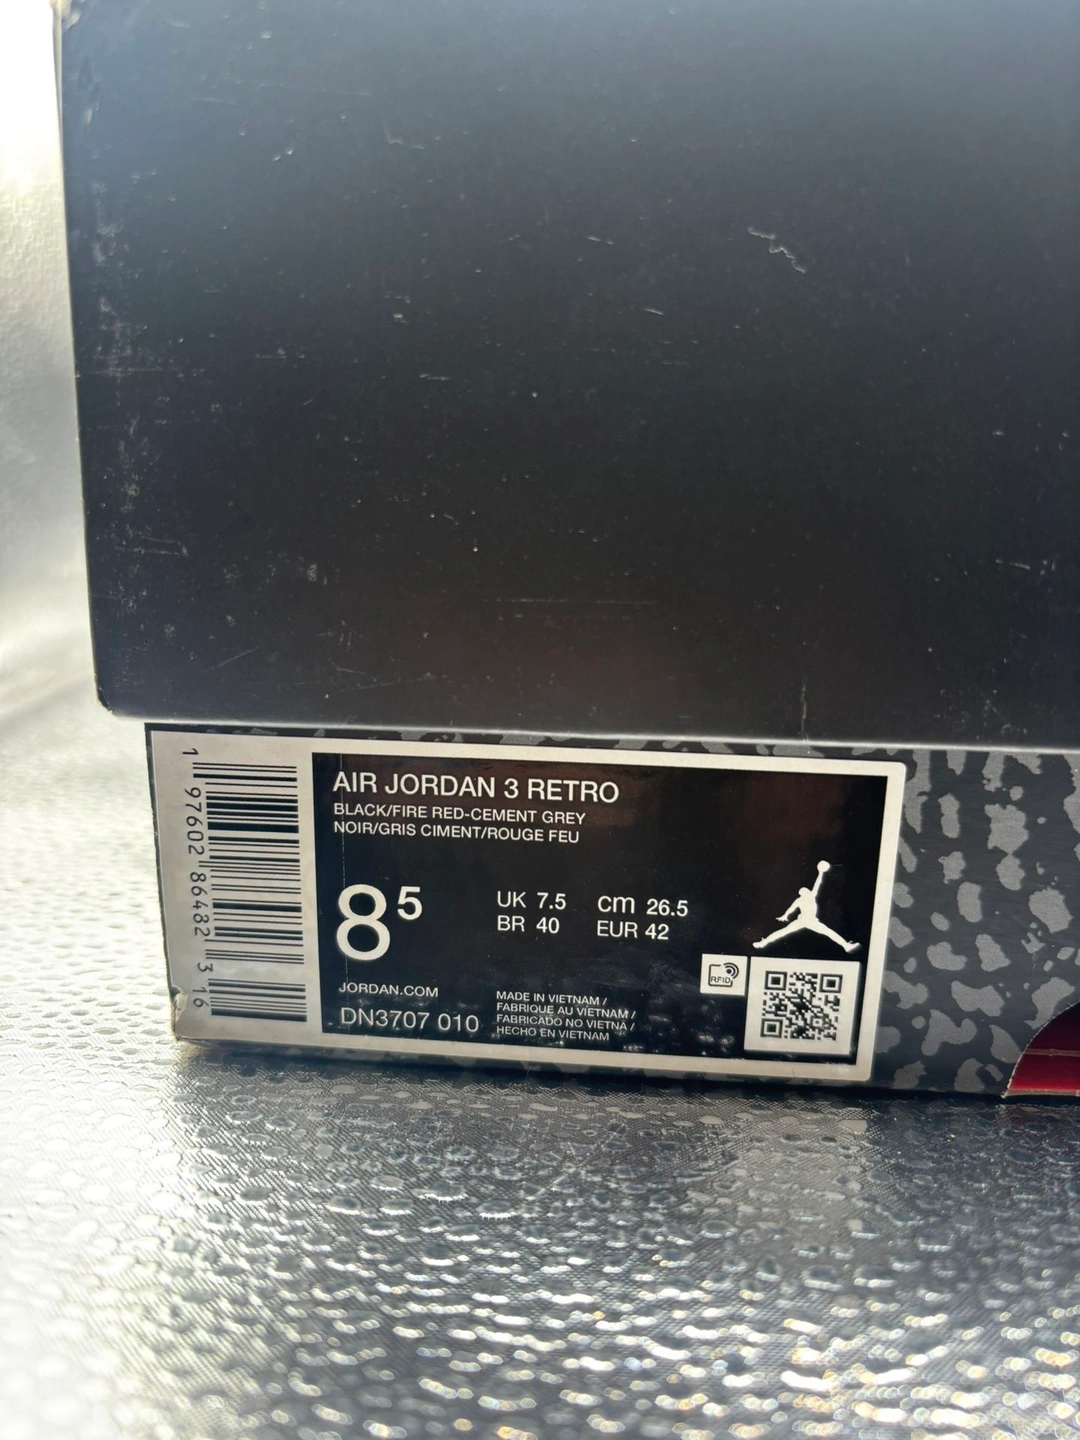 AIR JORDAN 3 RETRO
BLACK/FIRE RED-CEMENT GREY
NOIR/GRIS CIMENT/ROUGE FEU
8⁵
UK 7.5 cm 26.5
BR 40 EUR 42
RFID
JORDAN.COM
DN3707 010
MADE IN VIETNAM /
FABRIQUE AU VIETNAM /
FABRICADO NO VIETNÃ /
HECHO EN VIETNAM
1 97602 86482 3 16